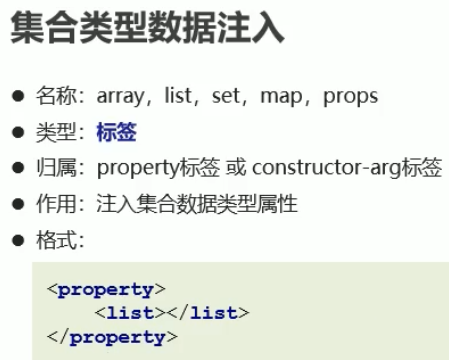 集合类型数据注入
● 名称：array，list，set，map，props
● 类型：标签
● 归属：property标签 或 constructor-arg标签
● 作用：注入集合数据类型属性
● 格式：
<property>
    <list></list>
</property>